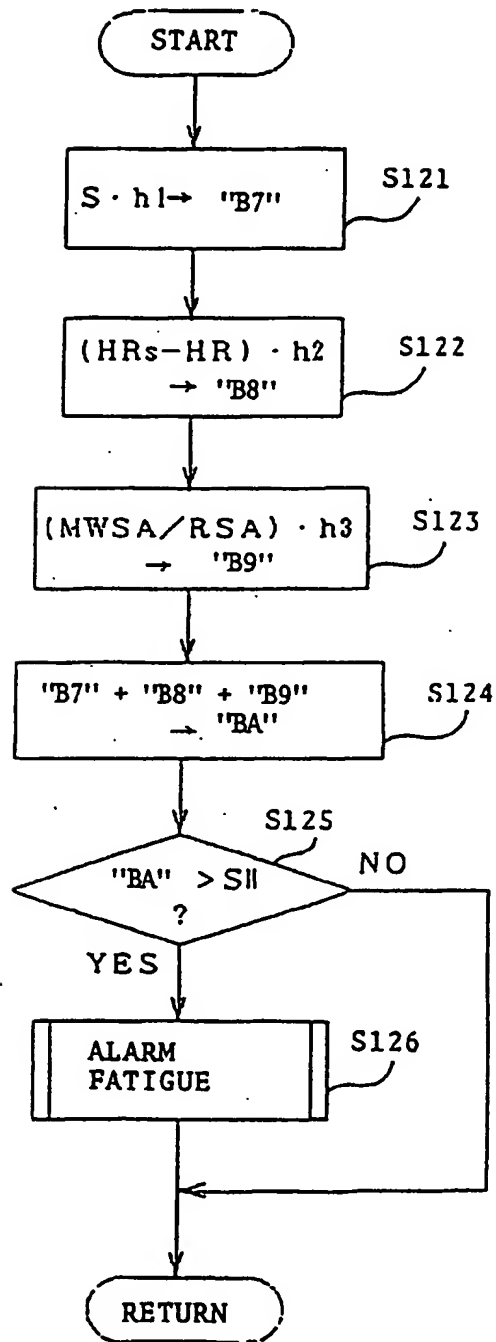 START
S · h1→ "B7"
S121
(HRs-HR) · h2
→ "B8"
S122
(MWSA/RSA) · h3
→ "B9"
S123
"B7" + "B8" + "B9"
→ "BA"
S124
S125
"BA" > SII
?
NO
YES
ALARM
FATIGUE
S126
RETURN